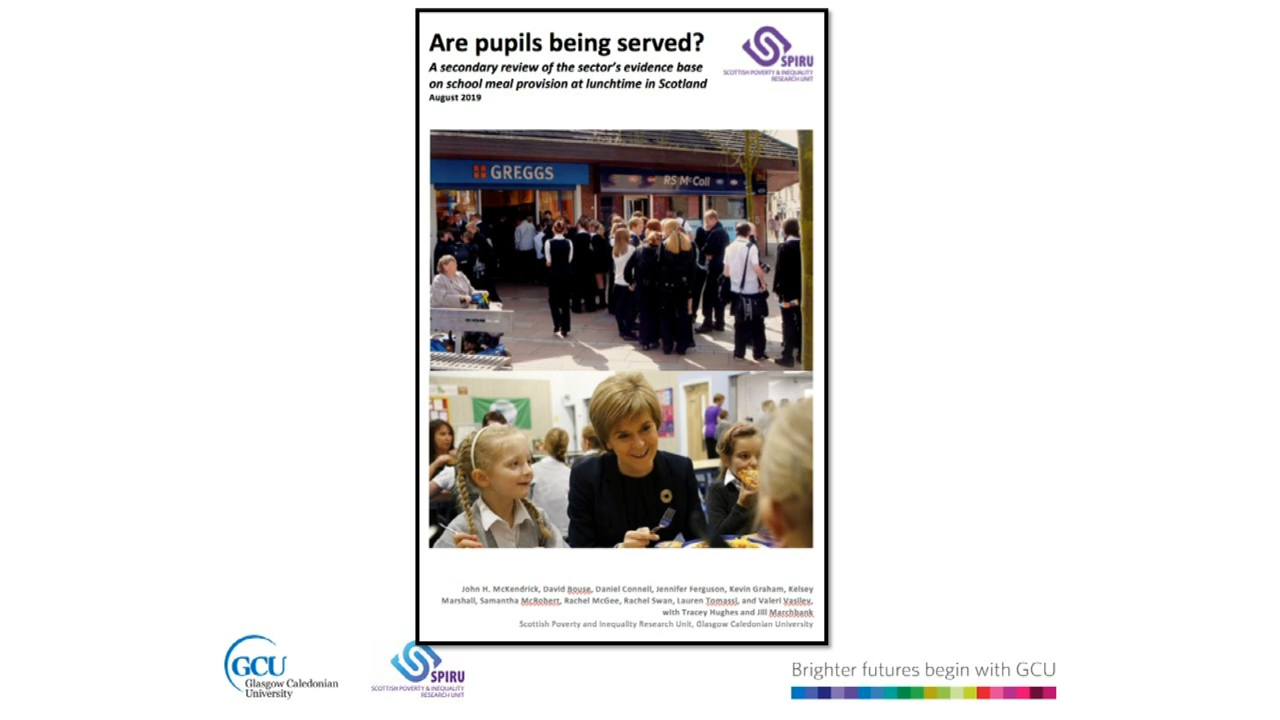 Are pupils being served?
A secondary review of the sector's evidence base
on school meal provision at lunchtime in Scotland
August 2019
SPIRU
SCOTTISH POVERTY & INEQUALITY
RESEARCH UNIT
GREGGS
RS McColl
John H. McKendrick, David Bouse, Daniel Connell, Jennifer Ferguson, Kevin Graham, Kelsey
Marshall, Samantha McRobert, Rachel McGee, Rachel Swan, Lauren Tomassi, and Valeri Vasilev,
with Tracey Hughes and Jill Marchbank
Scottish Poverty and Inequality Research Unit, Glasgow Caledonian University
GCU
Glasgow Caledonian
University
SPIRU
SCOTTISH POVERTY & INEQUALITY
RESEARCH UNIT
Brighter futures begin with GCU